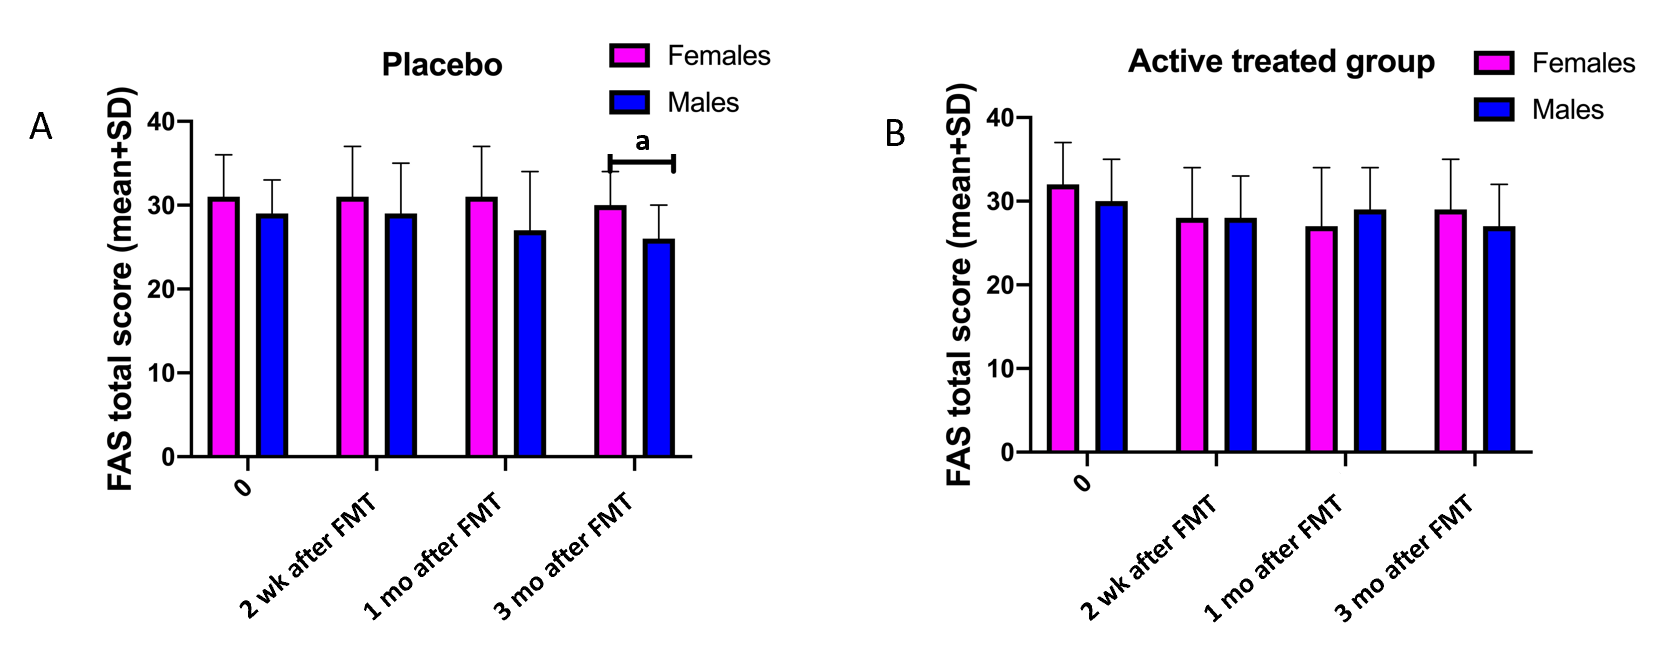 A
Placebo
Females
Males
FAS total score (mean+SD)
40
30
20
10
0
a
0
2 wk after FMT
1 mo after FMT
3 mo after FMT
B
Active treated group
Females
Males
FAS total score (mean+SD)
40
30
20
10
0
0
2 wk after FMT
1 mo after FMT
3 mo after FMT